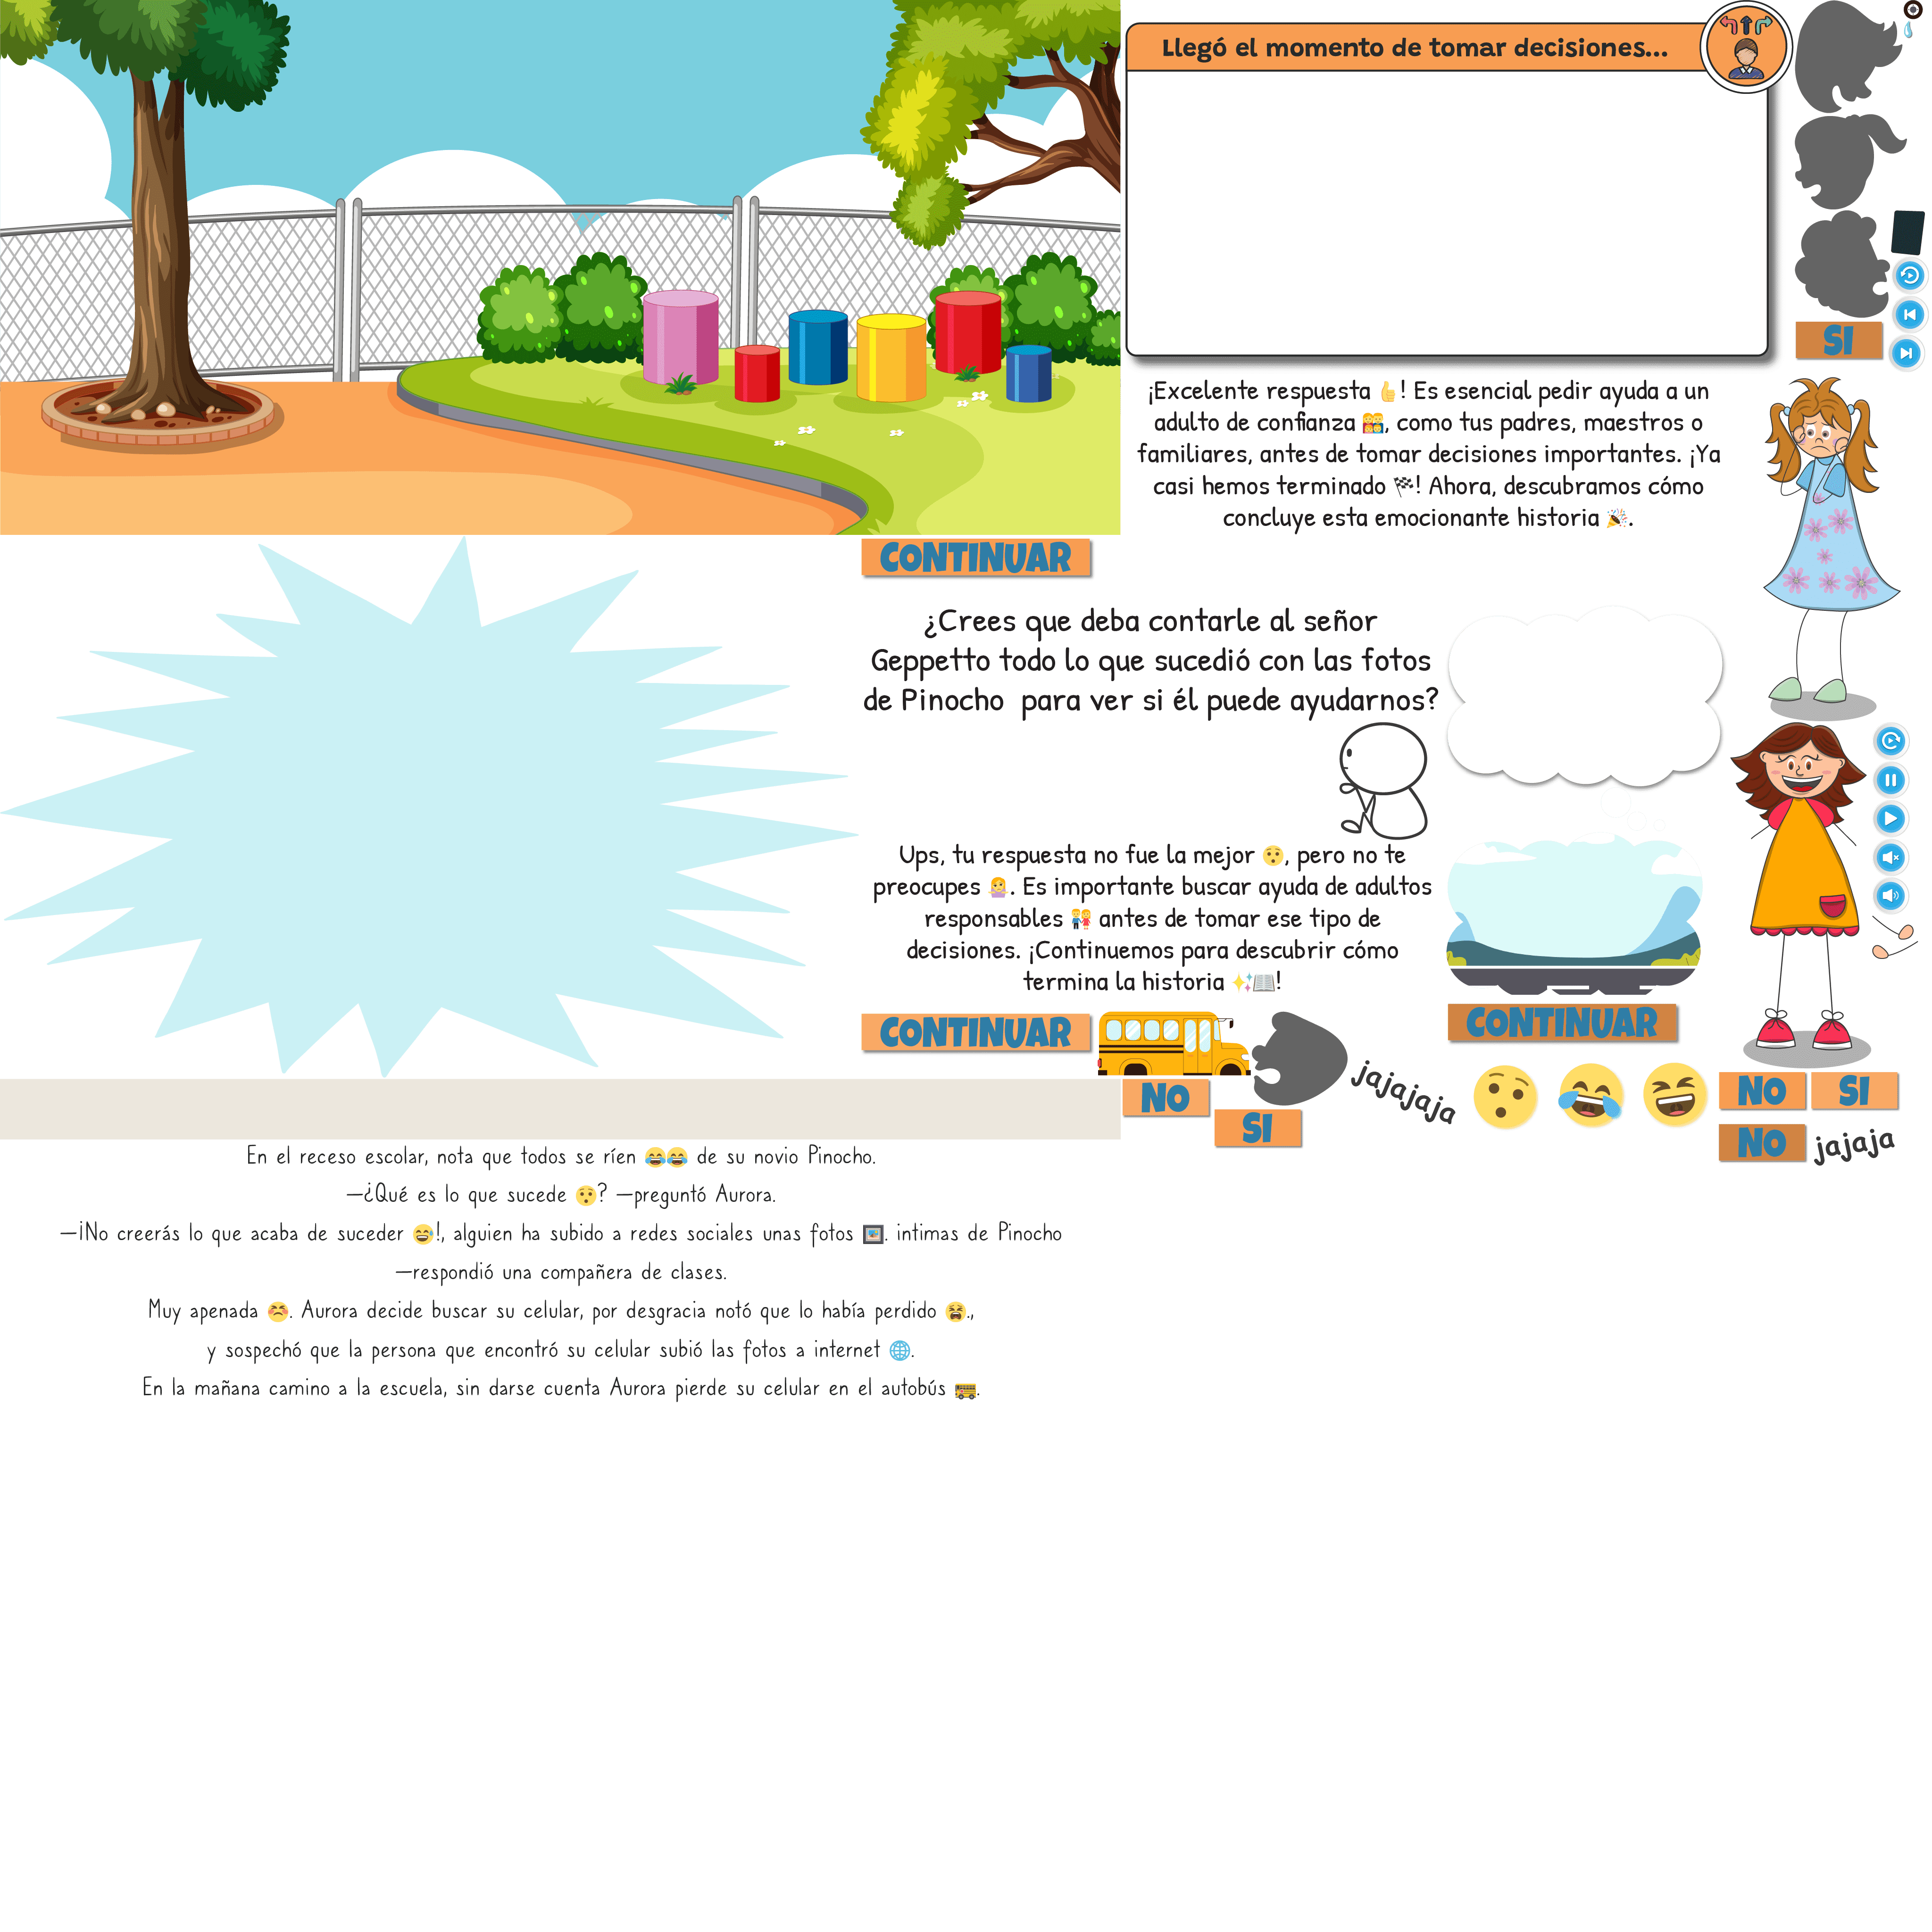 Llegó el momento de tomar decisiones...
SI
¡Excelente respuesta 👍! Es esencial pedir ayuda a un
adulto de confianza 👨‍👩‍👧‍👦, como tus padres, maestros o
familiares, antes de tomar decisiones importantes. ¡Ya
casi hemos terminado 🏁! Ahora, descubramos cómo
concluye esta emocionante historia 🎉.
CONTINUAR
¿Crees que deba contarle al señor
Geppetto todo lo que sucedió con las fotos
de Pinocho para ver si él puede ayudarnos?
Ups, tu respuesta no fue la mejor 😯, pero no te
preocupes 🤷‍♀️. Es importante buscar ayuda de adultos
responsables 👫 antes de tomar ese tipo de
decisiones. ¡Continuemos para descubrir cómo
termina la historia ✨📖!
CONTINUAR
CONTINUAR
jajajaja
NO
SI
NO
SI
NO
jajaja
En el receso escolar, nota que todos se ríen 😂😂 de su novio Pinocho.
—¿Qué es lo que sucede 😯? —preguntó Aurora.
—¡No creerás lo que acaba de suceder 😅!, alguien ha subido a redes sociales unas fotos 🖼️. intimas de Pinocho
—respondió una compañera de clases.
Muy apenada 😣. Aurora decide buscar su celular, por desgracia notó que lo había perdido 😫.,
y sospechó que la persona que encontró su celular subió las fotos a internet 🌐.
En la mañana camino a la escuela, sin darse cuenta Aurora pierde su celular en el autobús 🚌.